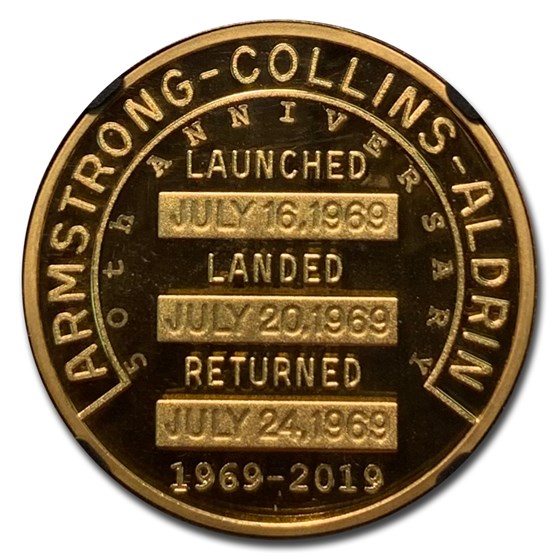 ARMSTRONG-COLLINS-ALDRIN
50th ANNIVERSARY
LAUNCHED
JULY 16,1969
LANDED
JULY 20,1969
RETURNED
JULY 24,1969
1969-2019